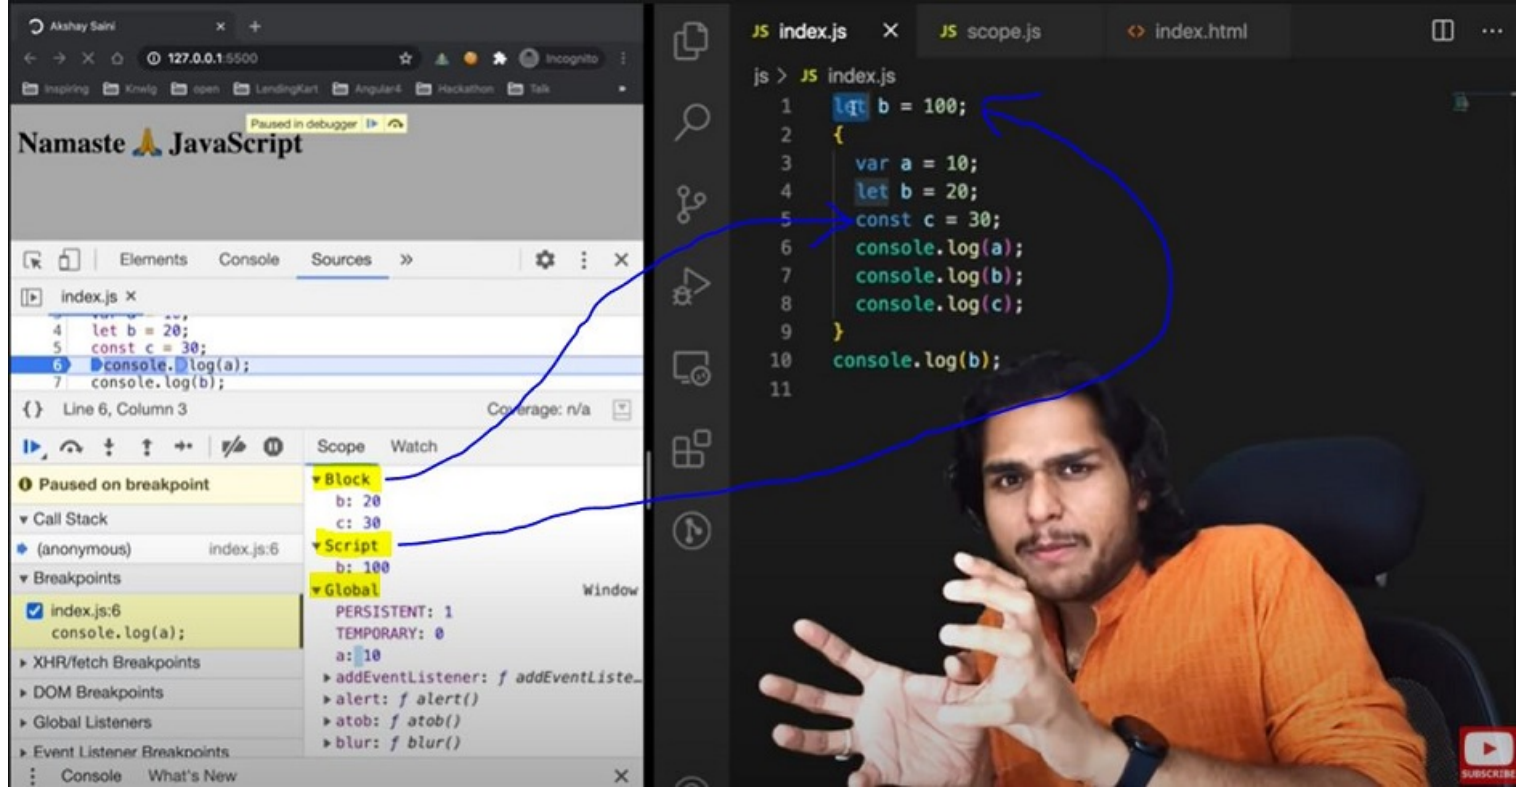 Akshay Saini
127.0.0.1:5500
Incognito
Inspiring Knwlg open LendingKart Angular4 Hackathon Talk
Paused in debugger
Namaste 🙏 JavaScript
Elements Console Sources »
index.js ×
4 let b = 20;
5 const c = 30;
6 console.log(a);
7 console.log(b);
{} Line 6, Column 3 Coverage: n/a
Scope Watch
Paused on breakpoint
Call Stack
(anonymous) index.js:6
Breakpoints
index.js:6
console.log(a);
XHR/fetch Breakpoints
DOM Breakpoints
Global Listeners
Event Listener Breakpoints
Block
b: 20
c: 30
Script
b: 100
Global Window
PERSISTENT: 1
TEMPORARY: 0
a: 10
addEventListener: ƒ addEventListe…
alert: ƒ alert()
atob: ƒ atob()
blur: ƒ blur()
Console What's New
JS index.js JS scope.js <> index.html
js > JS index.js
1 let b = 100;
2 {
3 var a = 10;
4 let b = 20;
5 const c = 30;
6 console.log(a);
7 console.log(b);
8 console.log(c);
9 }
10 console.log(b);
11
SUBSCRIBE